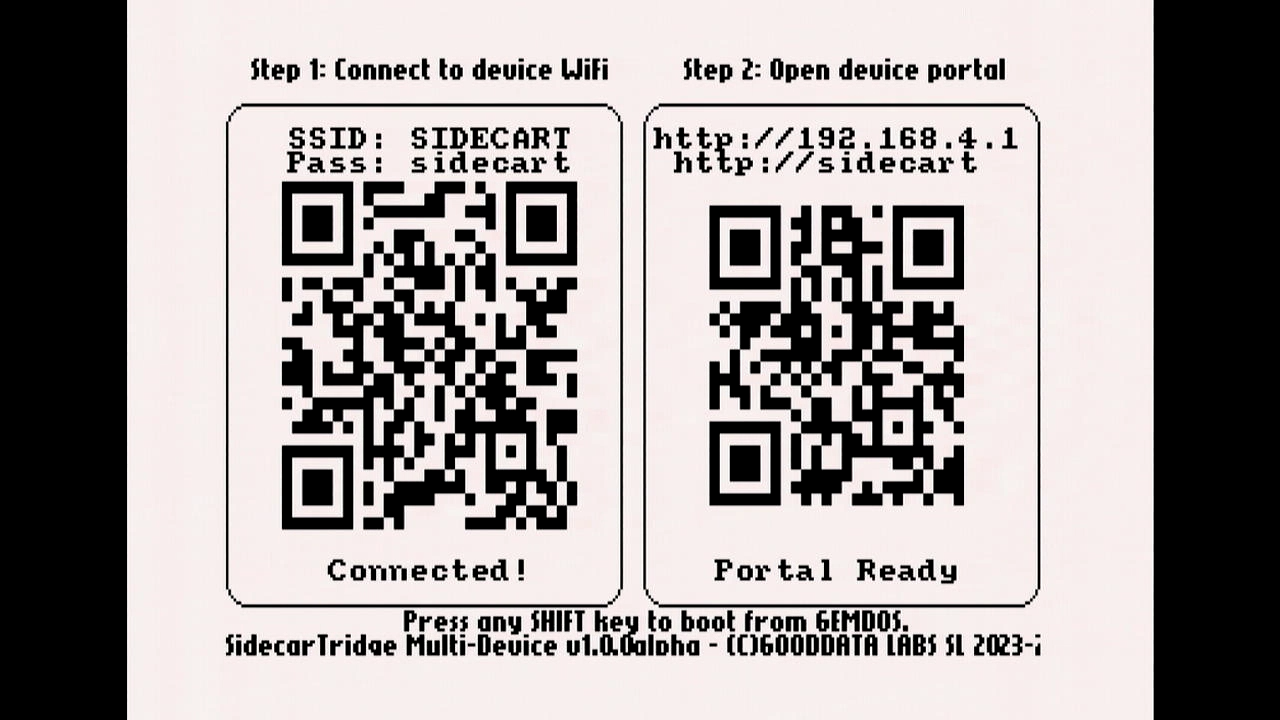 Step 1: Connect to device WiFi
Step 2: Open device portal
SSID: SIDECART
Pass: sidecart
http://192.168.4.1
http://sidecart
Connected!
Portal Ready
Press any SHIFT key to boot from GEMDOS.
SidecarTridge Multi-Device v1.0.0alpha - (C)GOODDATA LABS SL 2023-